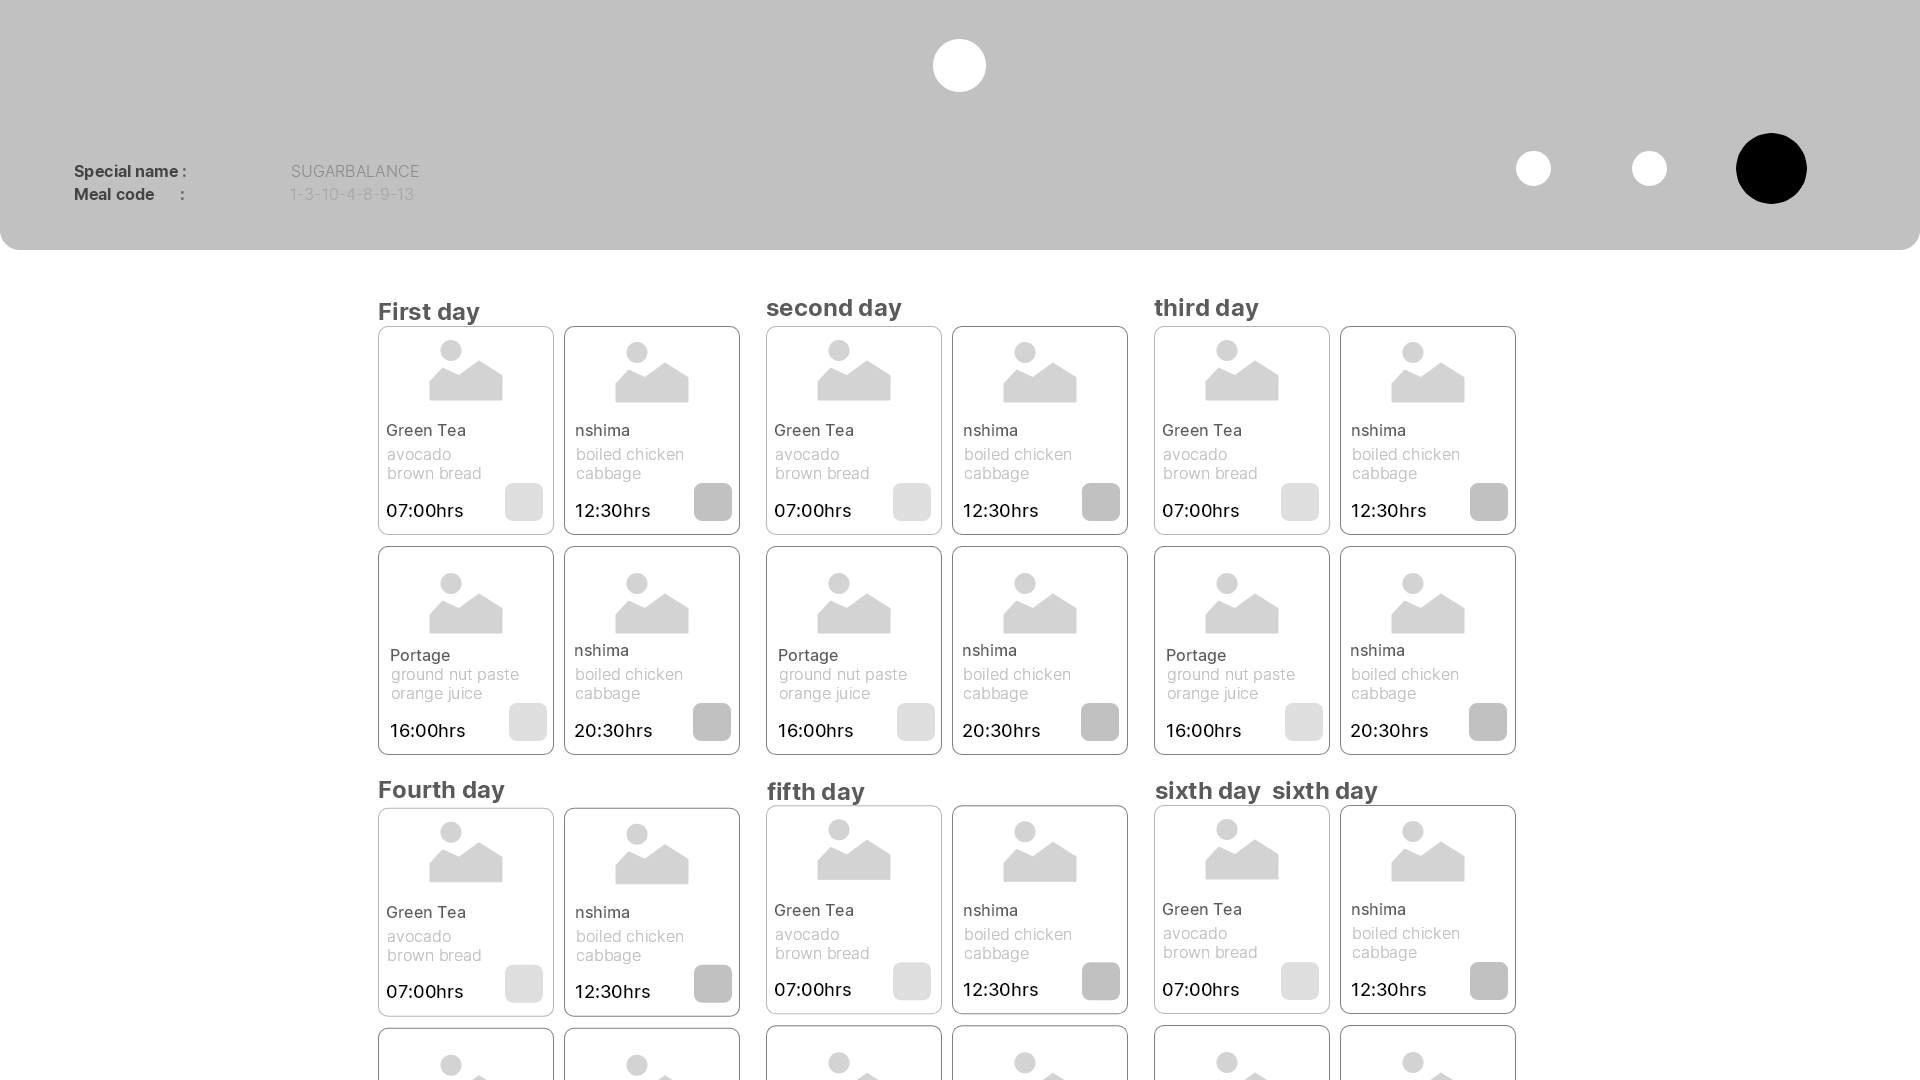 Special name : SUGARBALANCE
Meal code : 1-3-10-4-8-9-13
First day
Green Tea
avocado
brown bread
07:00hrs
nshima
boiled chicken
cabbage
12:30hrs
Portage
ground nut paste
orange juice
16:00hrs
nshima
boiled chicken
cabbage
20:30hrs
second day
Green Tea
avocado
brown bread
07:00hrs
nshima
boiled chicken
cabbage
12:30hrs
Portage
ground nut paste
orange juice
16:00hrs
nshima
boiled chicken
cabbage
20:30hrs
third day
Green Tea
avocado
brown bread
07:00hrs
nshima
boiled chicken
cabbage
12:30hrs
Portage
ground nut paste
orange juice
16:00hrs
nshima
boiled chicken
cabbage
20:30hrs
Fourth day
Green Tea
avocado
brown bread
07:00hrs
nshima
boiled chicken
cabbage
12:30hrs
fifth day
Green Tea
avocado
brown bread
07:00hrs
nshima
boiled chicken
cabbage
12:30hrs
sixth day sixth day
Green Tea
avocado
brown bread
07:00hrs
nshima
boiled chicken
cabbage
12:30hrs